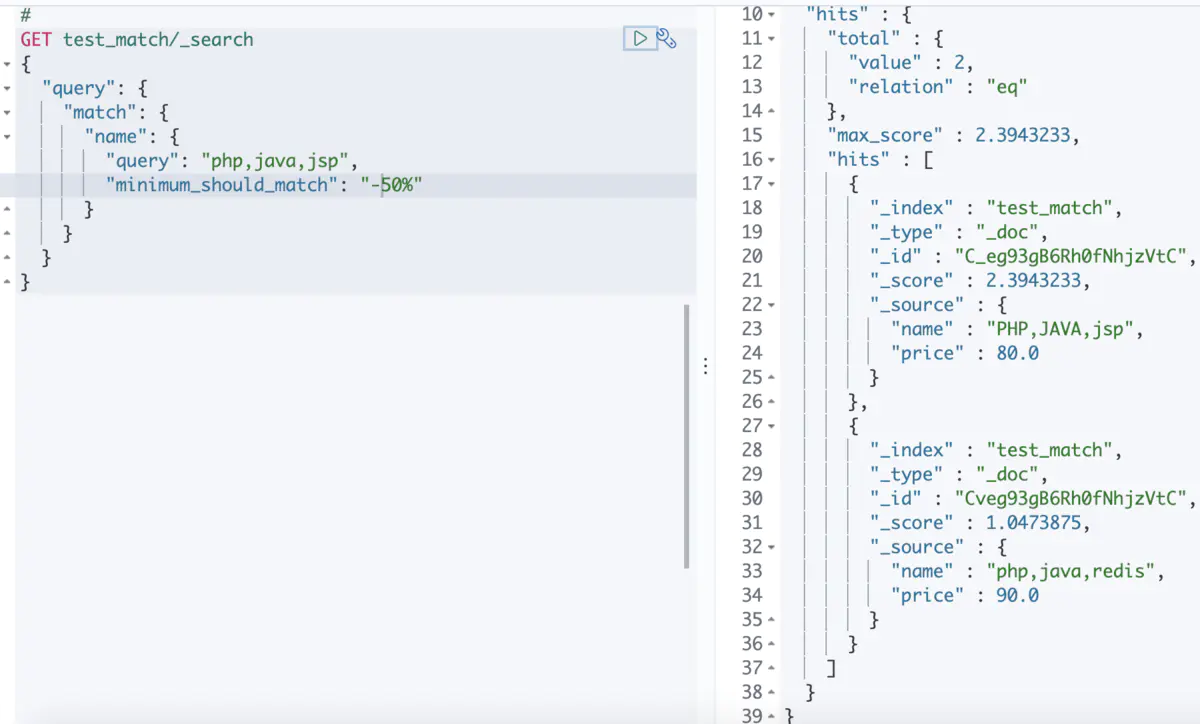 #
GET test_match/_search
{
  "query": {
    "match": {
      "name": {
        "query": "php,java,jsp",
        "minimum_should_match": "-50%"
      }
    }
  }
}
10 "hits" : {
11 "total" : {
12 "value" : 2,
13 "relation" : "eq"
14 },
15 "max_score" : 2.3943233,
16 "hits" : [
17 {
18 "_index" : "test_match",
19 "_type" : "_doc",
20 "_id" : "C_eg93gB6Rh0fNhjzVtC",
21 "_score" : 2.3943233,
22 "_source" : {
23 "name" : "PHP,JAVA,jsp",
24 "price" : 80.0
25 }
26 },
27 {
28 "_index" : "test_match",
29 "_type" : "_doc",
30 "_id" : "Cveg93gB6Rh0fNhjzVtC",
31 "_score" : 1.0473875,
32 "_source" : {
33 "name" : "php,java,redis",
34 "price" : 90.0
35 }
36 }
37 ]
38 }
39 }